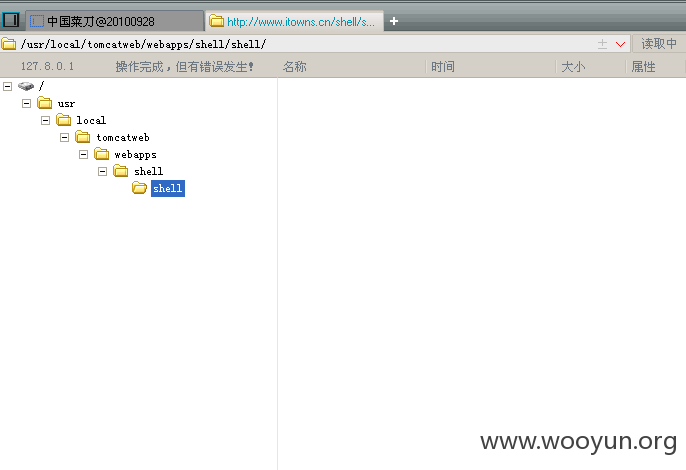 中国菜刀@20100928
http://www.itowns.cn/shell/s...
/usr/local/tomcatweb/webapps/shell/shell/
读取中
127.8.0.1
操作完成，但有错误发生!
名称
时间
大小
属性
/
usr
local
tomcatweb
webapps
shell
shell
www.wooyun.org